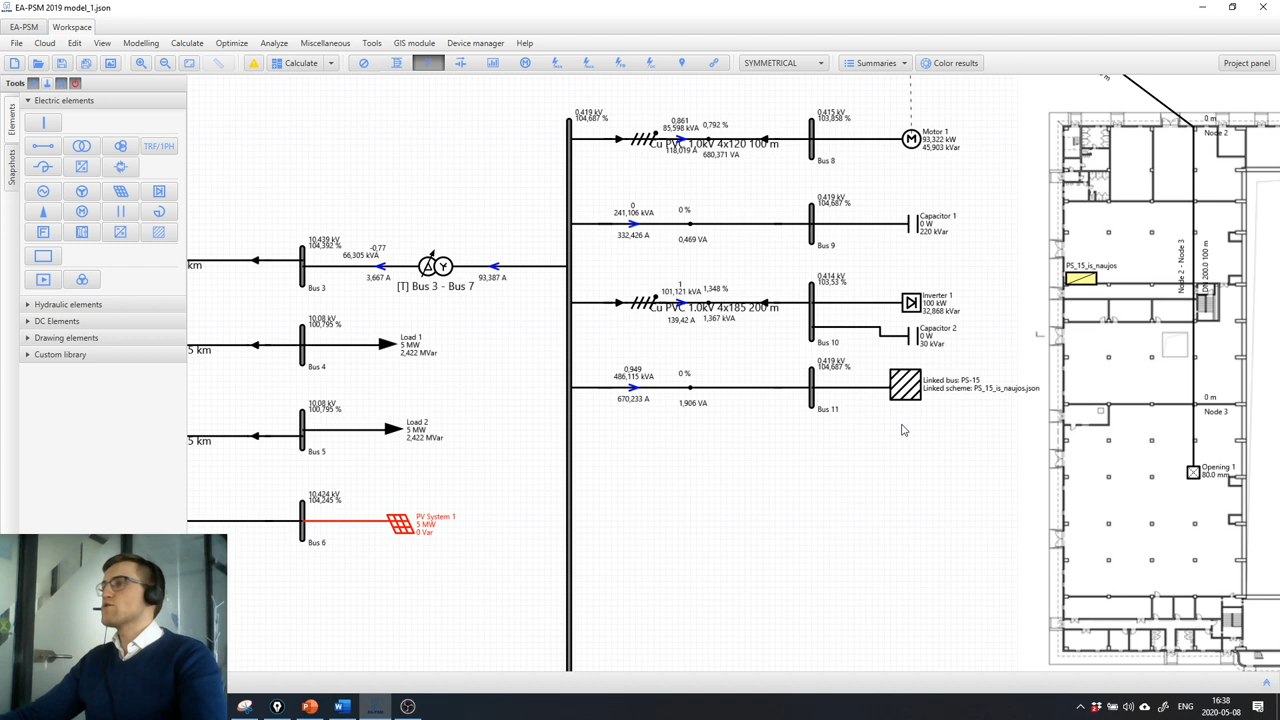 EA-PSM 2019 model_1.json
EA-PSM
Workspace
File Cloud Edit View Modelling Calculate Optimize Analyze Miscellaneous Tools GIS module Device manager Help
Calculate
SYMMETRICAL
Summaries
Color results
Project panel
Tools
Elements
Snapshots
Electric elements
TRF/1PH
Hydraulic elements
DC Elements
Drawing elements
Custom library
km
10,439 kV
104,392 %
Bus 3
-0,77
66,305 kVA
3,667 A
[T] Bus 3 - Bus 7
93,387 A
5 km
10,08 kV
100,795 %
Bus 4
Load 1
5 MW
2,422 MVar
5 km
10,08 kV
100,795 %
Bus 5
Load 2
5 MW
2,422 MVar
10,424 kV
104,245 %
Bus 6
PV System 1
5 MW
0 Var
0,419 kV
104,687 %
0,861
85,598 kVA
0,792 %
Cu PVC 1.0kV 4x120 100 m
118,019 A
680,371 VA
0,415 kV
103,858 %
Bus 8
Motor 1
93,322 kW
45,903 kVar
0
241,106 kVA
0 %
332,426 A
0,469 VA
0,419 kV
104,687 %
Bus 9
Capacitor 1
0 W
220 kVar
1
101,121 kVA
1,348 %
Cu PVC 1.0kV 4x185 200 m
139,42 A
1,367 kVA
0,414 kV
103,53 %
Bus 10
Inverter 1
100 kW
32,868 kVar
Capacitor 2
0 W
30 kVar
0,949
486,115 kVA
0 %
670,233 A
1,906 VA
0,419 kV
104,687 %
Bus 11
Linked bus: PS-15
Linked scheme: PS_15_is_naujos.json
m
0 m
Node 2
PS_15_is_naujos
Node 2 - Node 3
DN 200.0 100 m
0 m
Node 3
Opening 1
80.0 mm
ENG
16:38
2020-05-08